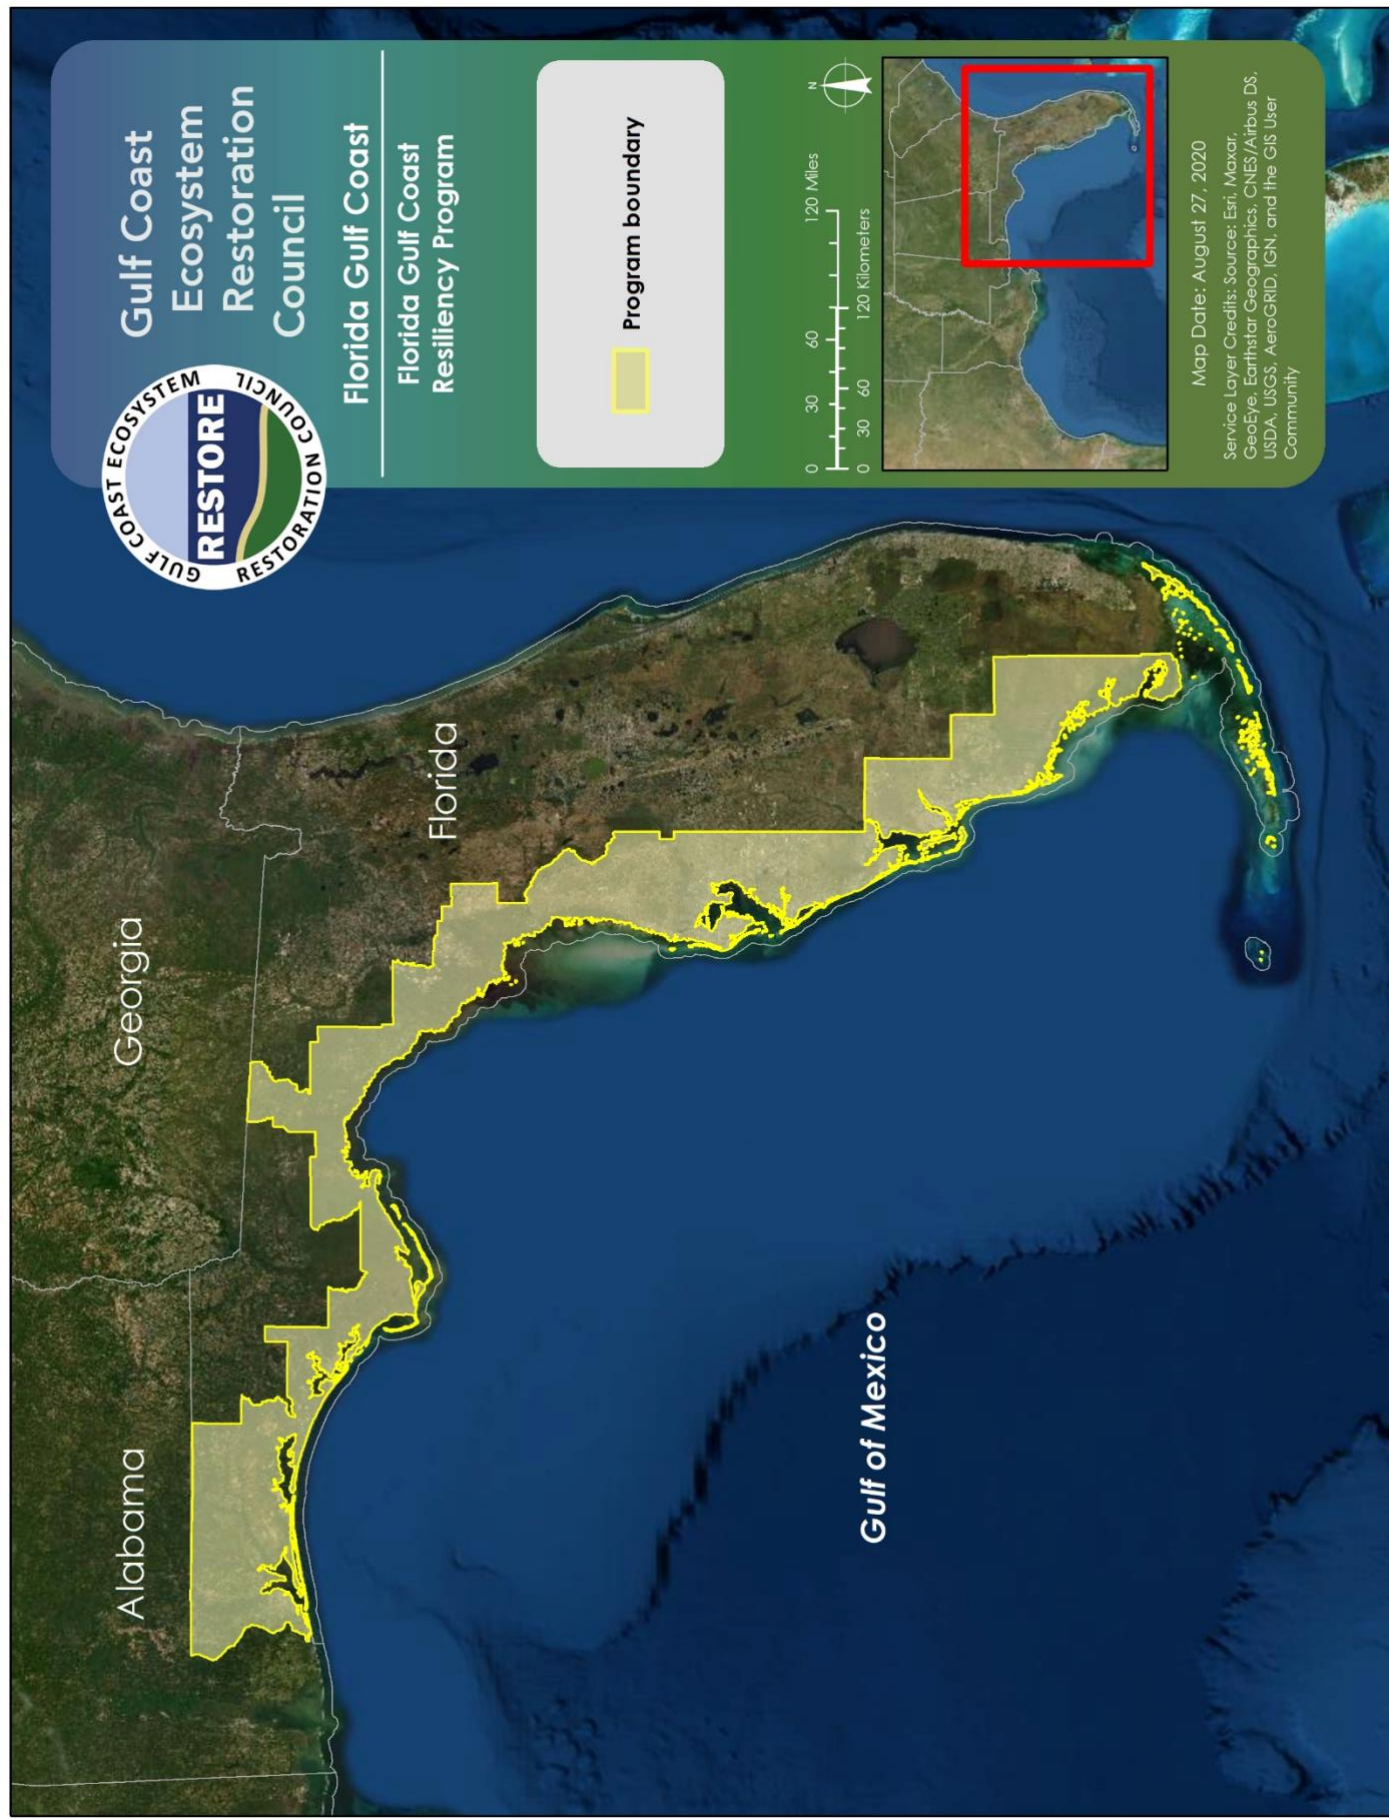 GULF COAST ECOSYSTEM
RESTORE
RESTORATION COUNCIL
Gulf Coast
Ecosystem
Restoration
Council
Florida Gulf Coast
Florida Gulf Coast
Resiliency Program
Program boundary
N
0 30 60 120 Miles
0 30 60 120 Kilometers
Map Date: August 27, 2020
Service Layer Credits: Source: Esri, Maxar,
GeoEye, Earthstar Geographics, CNES/Airbus DS,
USDA, USGS, AeroGRID, IGN, and the GIS User
Community
Alabama
Georgia
Florida
Gulf of Mexico